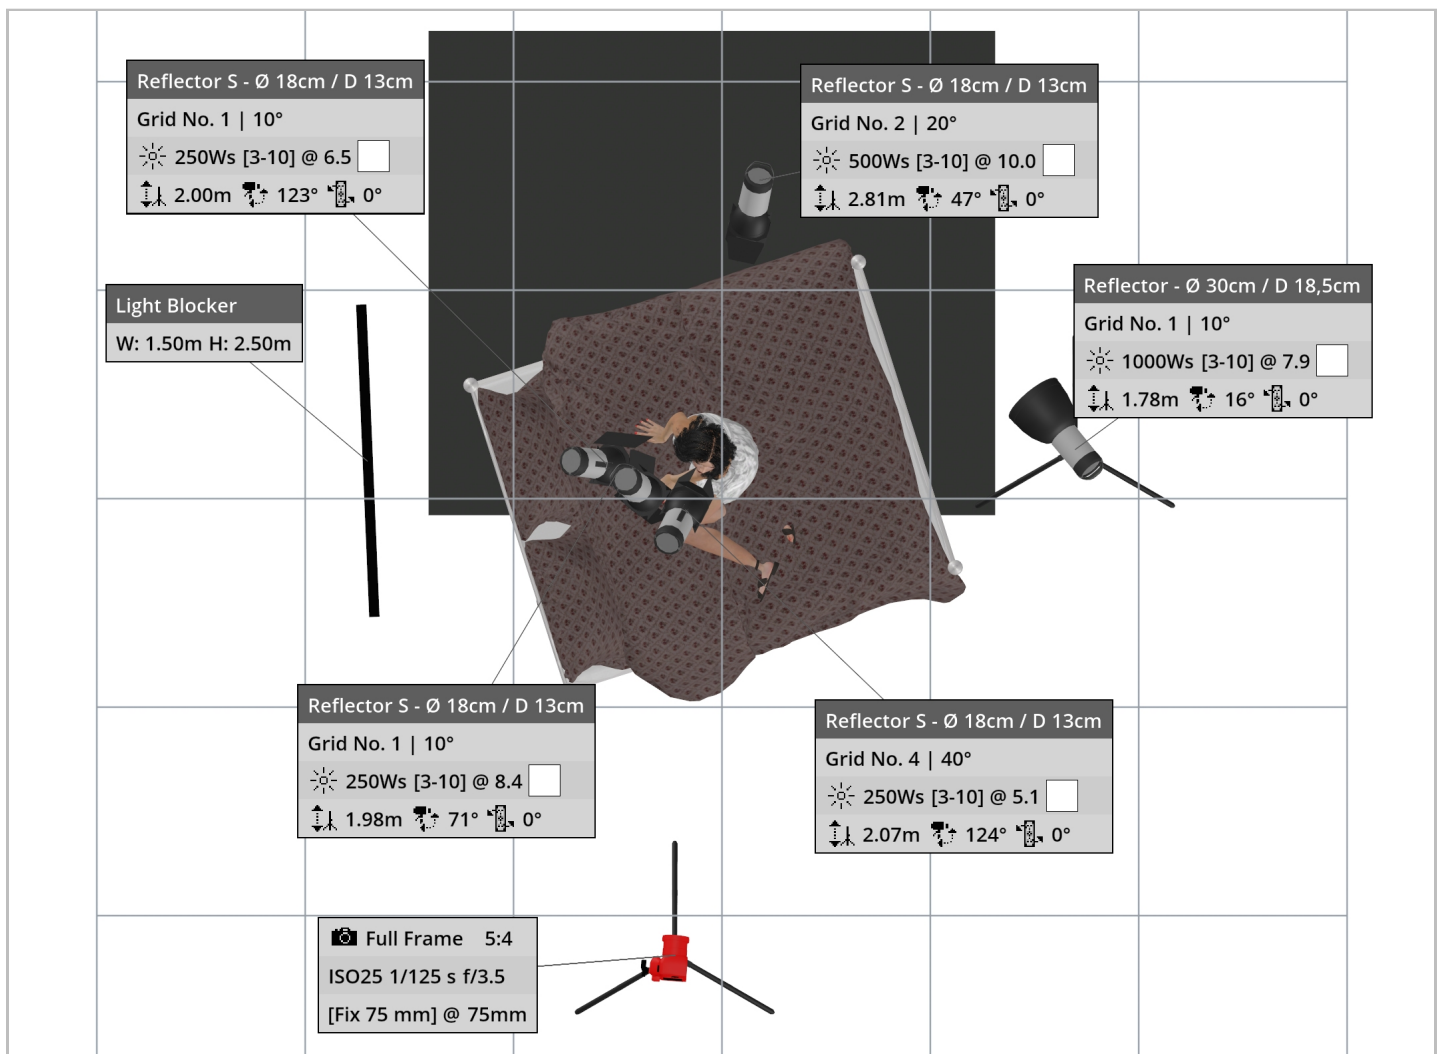 Reflector S - Ø 18cm / D 13cm
Grid No. 1 | 10°
250Ws [3-10] @ 6.5
2.00m 123° 0°
Reflector S - Ø 18cm / D 13cm
Grid No. 2 | 20°
500Ws [3-10] @ 10.0
2.81m 47° 0°
Light Blocker
W: 1.50m H: 2.50m
Reflector - Ø 30cm / D 18,5cm
Grid No. 1 | 10°
1000Ws [3-10] @ 7.9
1.78m 16° 0°
Reflector S - Ø 18cm / D 13cm
Grid No. 1 | 10°
250Ws [3-10] @ 8.4
1.98m 71° 0°
Reflector S - Ø 18cm / D 13cm
Grid No. 4 | 40°
250Ws [3-10] @ 5.1
2.07m 124° 0°
Full Frame 5:4
ISO25 1/125 s f/3.5
[Fix 75 mm] @ 75mm